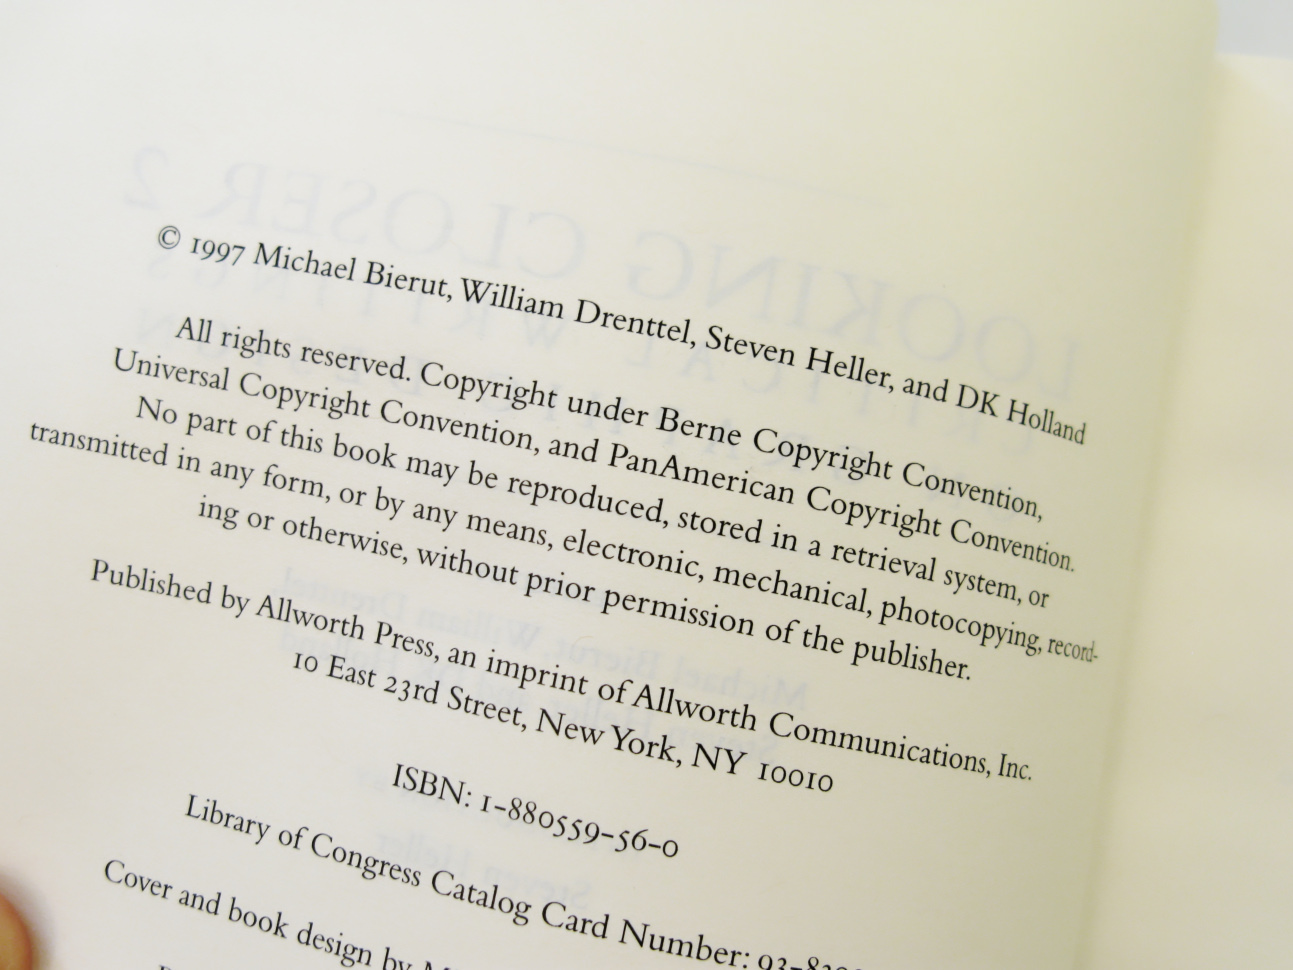 © 1997 Michael Bierut, William Drenttel, Steven Heller, and DK Holland
All rights reserved. Copyright under Berne Copyright Convention,
Universal Copyright Convention, and PanAmerican Copyright Convention.
No part of this book may be reproduced, stored in a retrieval system, or
transmitted in any form, or by any means, electronic, mechanical, photocopying, record-
ing or otherwise, without prior permission of the publisher.
Published by Allworth Press, an imprint of Allworth Communications, Inc.
10 East 23rd Street, New York, NY 10010
ISBN: 1-880559-56-0
Library of Congress Catalog Card Number:
Cover and book design by